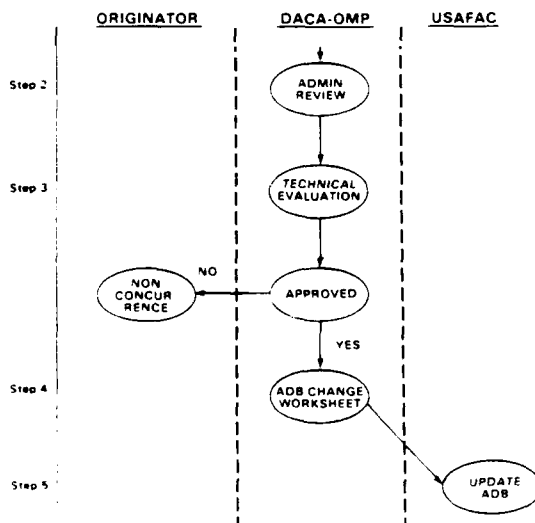 ORIGINATOR DACA-OMP USAFAC
Step 2
ADMIN
REVIEW
Step 3
TECHNICAL
EVALUATION
NO
NON
CONCUR
RENCE
APPROVED
YES
Step 4
ADB CHANGE
WORKSHEET
Step 5
UPDATE
ADB